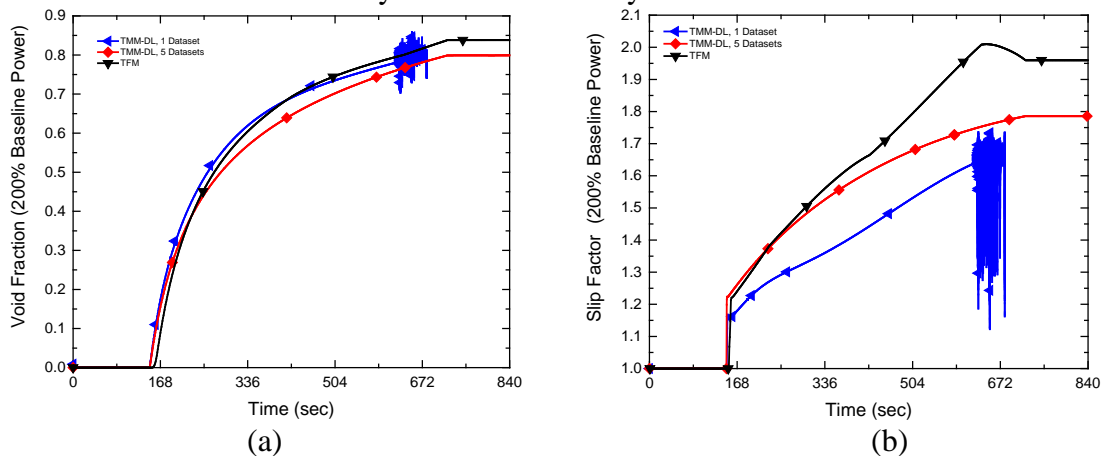 TMM-DL, 1 Dataset
TMM-DL, 5 Datasets
TFM
Void Fraction (200% Baseline Power)
0.9
0.8
0.7
0.6
0.5
0.4
0.3
0.2
0.1
0.0
0 168 336 504 672 840
Time (sec)
(a)
TMM-DL, 1 Dataset
TMM-DL, 5 Datasets
TFM
Slip Factor (200% Baseline Power)
2.1
2.0
1.9
1.8
1.7
1.6
1.5
1.4
1.3
1.2
1.1
1.0
0 168 336 504 672 840
Time (sec)
(b)